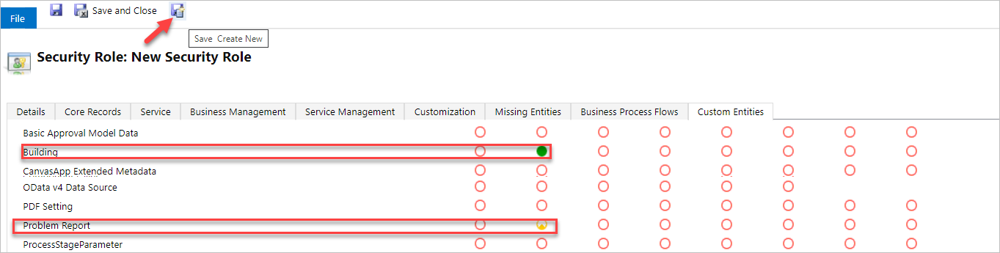 File
Save and Close
Save Create New
Security Role: New Security Role
Details Core Records Service Business Management Service Management Customization Missing Entities Business Process Flows Custom Entities
Basic Approval Model Data
Building
CanvasApp Extended Metadata
OData v4 Data Source
PDF Setting
Problem Report
ProcessStageParameter